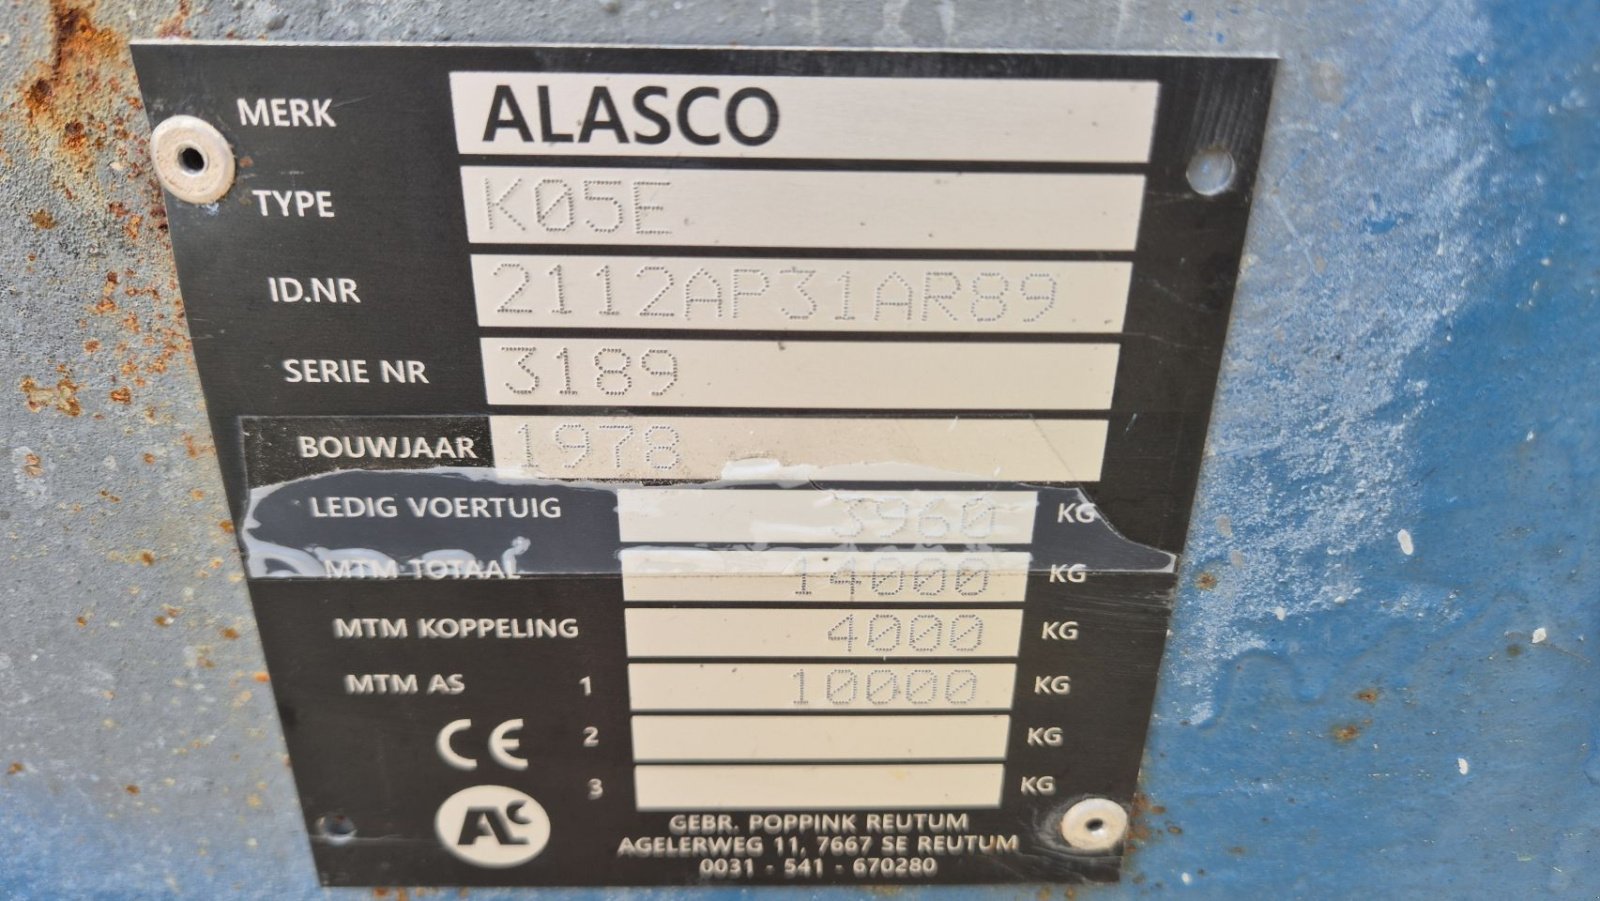 MERK ALASCO
TYPE K05E
ID.NR 2112AP31AR89
SERIE NR 3189
BOUWJAAR 1978
LEDIG VOERTUIG 3960 KG
MTM TOTAAL 14000 KG
MTM KOPPELING 4000 KG
MTM AS 1 10000 KG
CE 2 KG
3 KG
AC
GEBR. POPPINK REUTUM
AGELERWEG 11, 7667 SE REUTUM
0031 - 541 - 670280